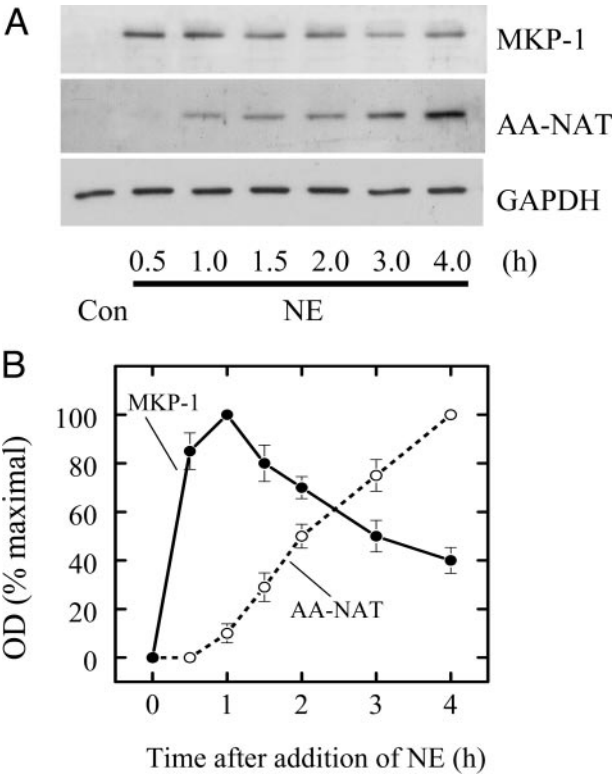 A
MKP-1
AA-NAT
GAPDH
0.5 1.0 1.5 2.0 3.0 4.0 (h)
Con NE
B
100
80
60
40
20
0
OD (% maximal)
MKP-1
AA-NAT
0 1 2 3 4
Time after addition of NE (h)